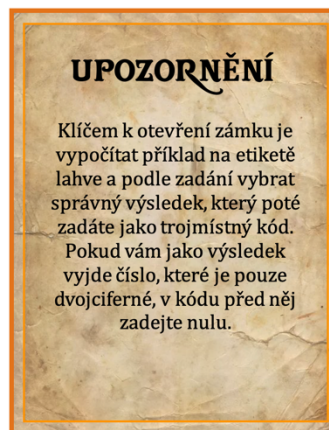 UPOZORNĚNÍ
Klíčem k otevření zámku je
vypočítat příklad na etiketě
lahve a podle zadání vybrat
správný výsledek, který poté
zadáte jako trojmístný kód.
Pokud vám jako výsledek
vyjde číslo, které je pouze
dvojciferné, v kódu před něj
zadejte nulu.